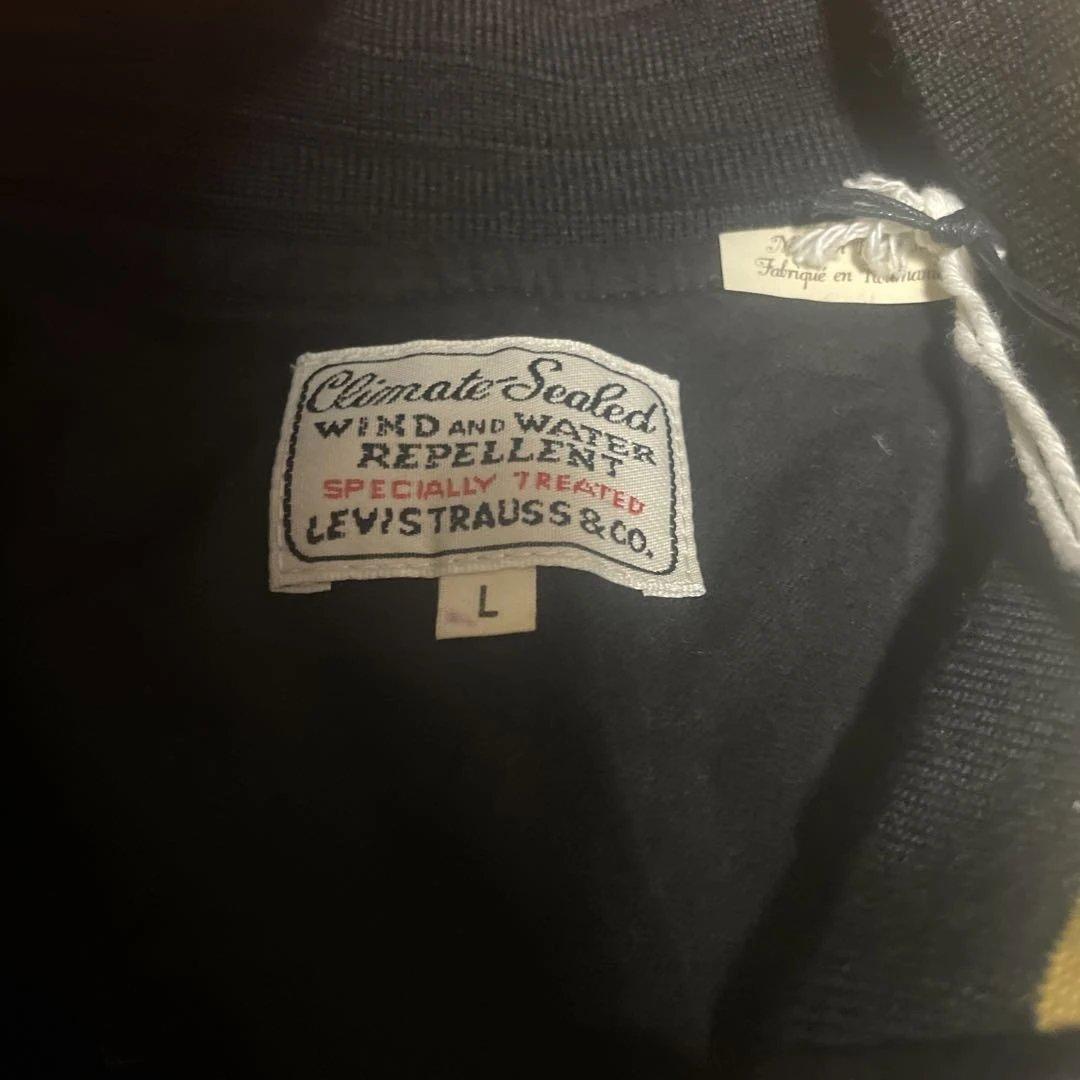 Fabriqué en
Climate-Sealed
WIND AND WATER
REPELLENT
SPECIALLY TREATED
LEVI STRAUSS & CO.
L